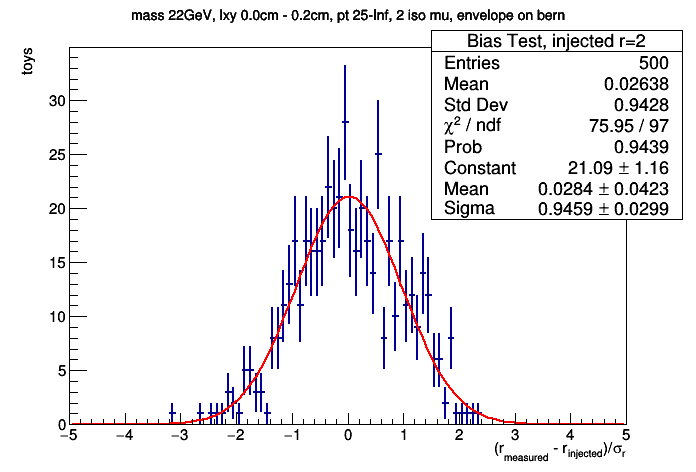 mass 22GeV, lxy 0.0cm - 0.2cm, pt 25-Inf, 2 iso mu, envelope on bern
toys
Bias Test, injected r=2
Entries 500
Mean 0.02638
Std Dev 0.9428
χ² / ndf 75.95 / 97
Prob 0.9439
Constant 21.09 ± 1.16
Mean 0.0284 ± 0.0423
Sigma 0.9459 ± 0.0299
30
25
20
15
10
5
0
−5 −4 −3 −2 −1 0 1 2 3 4 5
(r_measured - r_injected)/σ_r